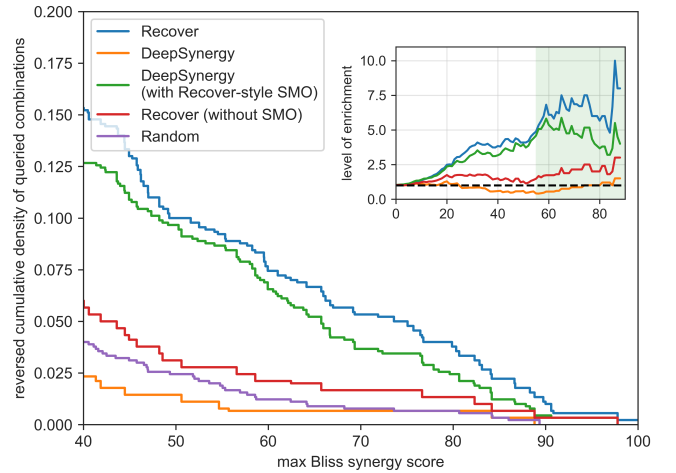 0.200
0.175
0.150
0.125
0.100
0.075
0.050
0.025
0.000
reversed cumulative density of queried combinations
Recover
DeepSynergy
DeepSynergy
(with Recover-style SMO)
Recover (without SMO)
Random
level of enrichment
10.0
7.5
5.0
2.5
0.0
0
20
40
60
80
40
50
60
70
80
90
100
max Bliss synergy score